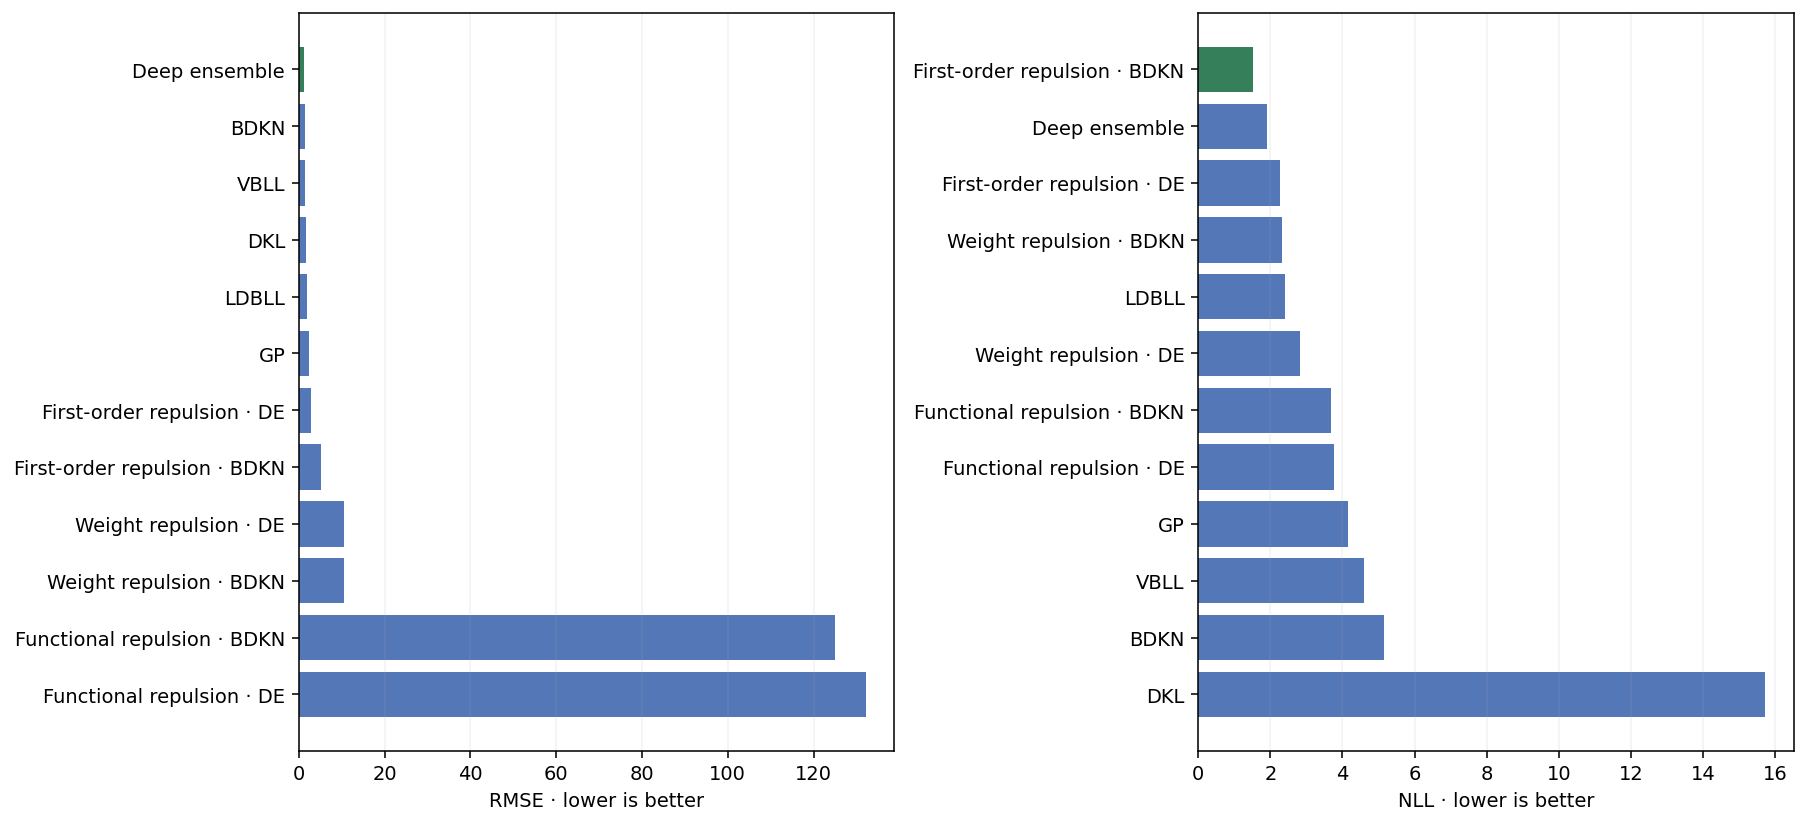 Deep ensemble
BDKN
VBLL
DKL
LDBLL
GP
First-order repulsion · DE
First-order repulsion · BDKN
Weight repulsion · DE
Weight repulsion · BDKN
Functional repulsion · BDKN
Functional repulsion · DE
0 20 40 60 80 100 120
RMSE · lower is better
First-order repulsion · BDKN
Deep ensemble
First-order repulsion · DE
Weight repulsion · BDKN
LDBLL
Weight repulsion · DE
Functional repulsion · BDKN
Functional repulsion · DE
GP
VBLL
BDKN
DKL
0 2 4 6 8 10 12 14 16
NLL · lower is better